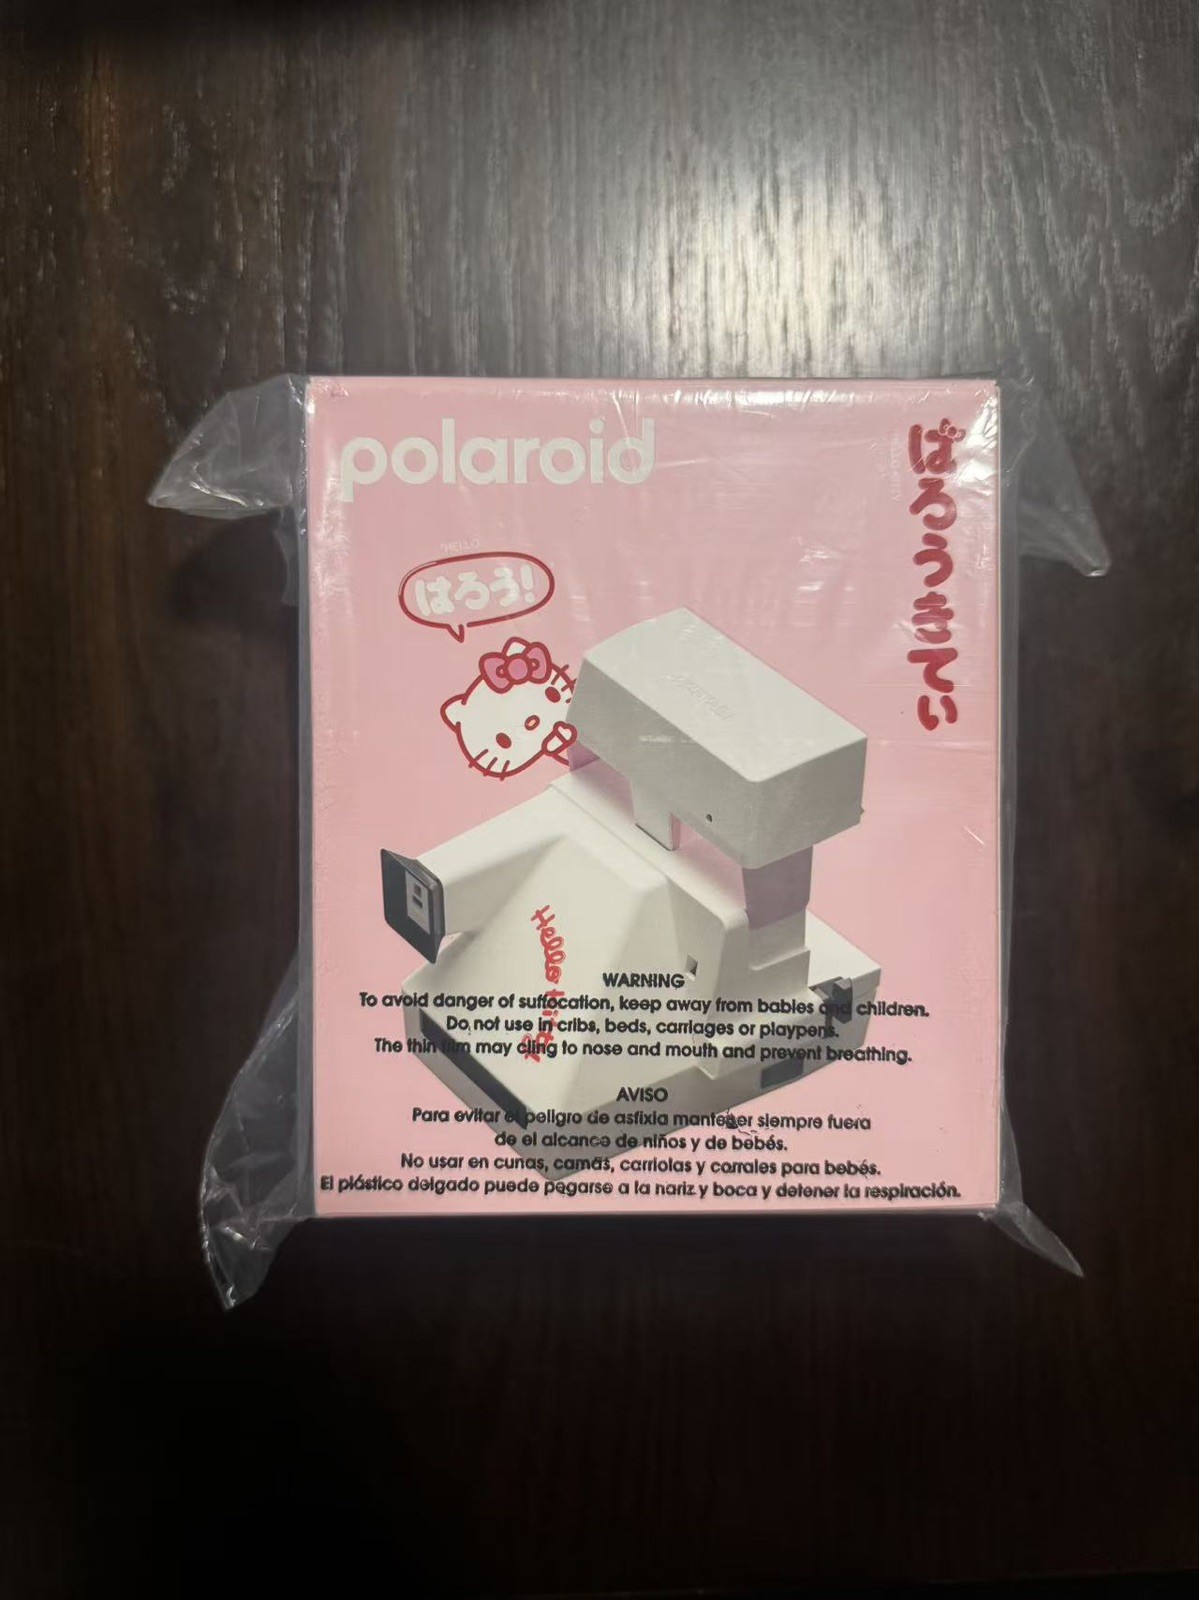 polaroid
はろうきてぃ
HELLO
はろう!
Hello Kitty
WARNING
To avoid danger of suffocation, keep away from babies and children.
Do not use in cribs, beds, carriages or playpens.
The thin film may cling to nose and mouth and prevent breathing.
AVISO
Para evitar el peligro de asfixia mantener siempre fuera
de el alcance de niños y de bebés.
No usar en cunas, camas, carriolas y corrales para bebés.
El plástico delgado puede pegarse a la nariz y boca y detener la respiración.